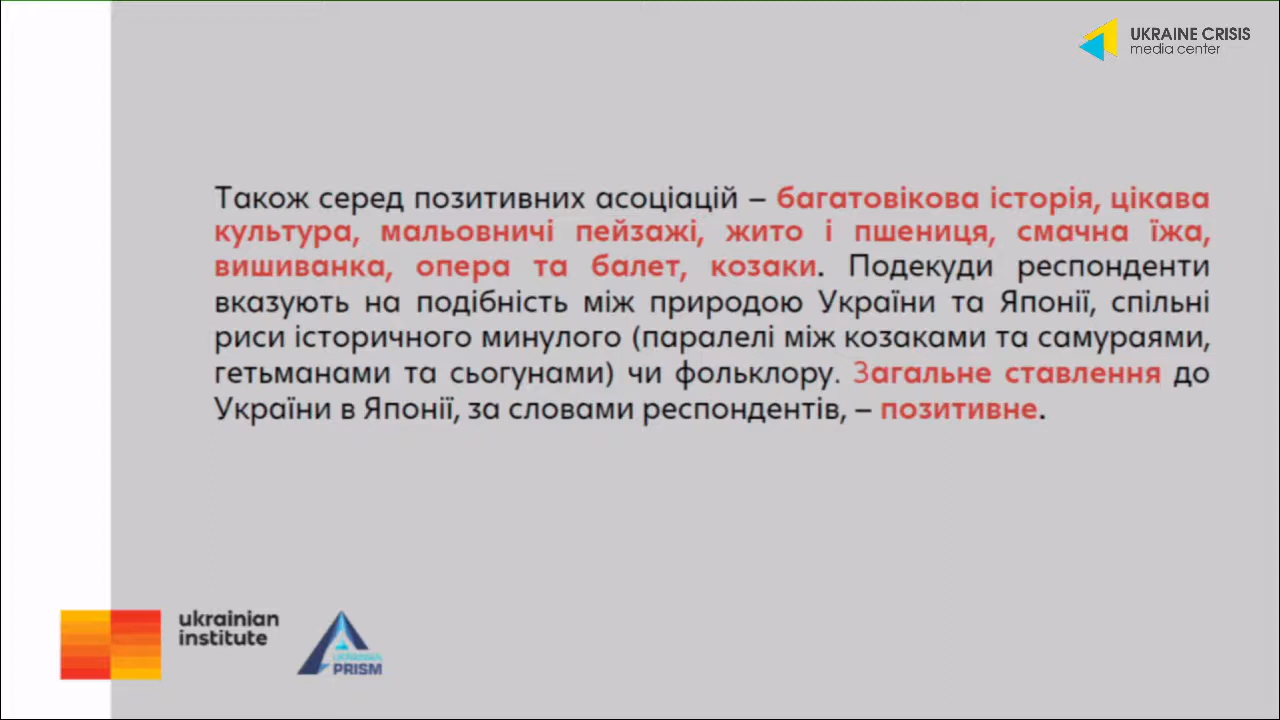 UKRAINE CRISIS
media center
Також серед позитивних асоціацій – багатовікова історія, цікава
культура, мальовничі пейзажі, жито і пшениця, смачна їжа,
вишиванка, опера та балет, козаки. Подекуди респонденти
вказують на подібність між природою України та Японії, спільні
риси історичного минулого (паралелі між козаками та самураями,
гетьманами та сьогунами) чи фольклору. Загальне ставлення до
України в Японії, за словами респондентів, – позитивне.
ukrainian
institute
UKRAINIAN
PRISM